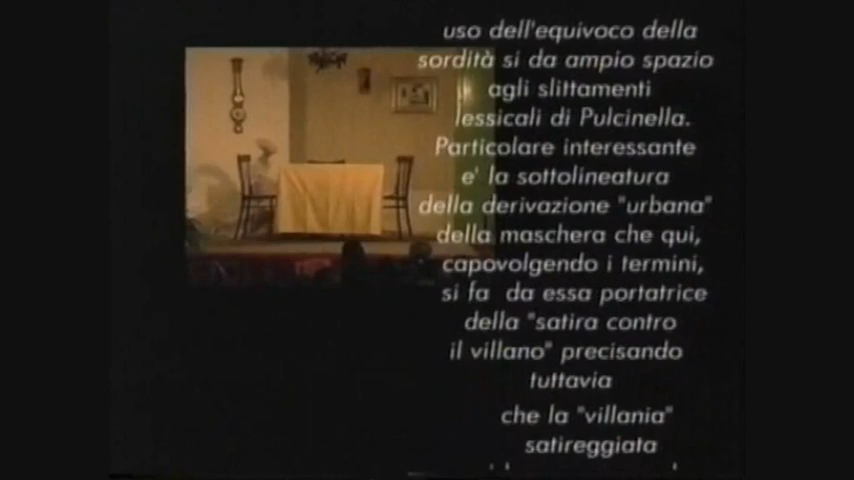 uso dell'equivoco della
sordità si da ampio spazio
agli slittamenti
lessicali di Pulcinella.
Particolare interessante
e' la sottolineatura
della derivazione "urbana"
della maschera che qui,
capovolgendo i termini,
si fa da essa portatrice
della "satira contro
il villano" precisando
tuttavia
che la "villania"
satireggiata